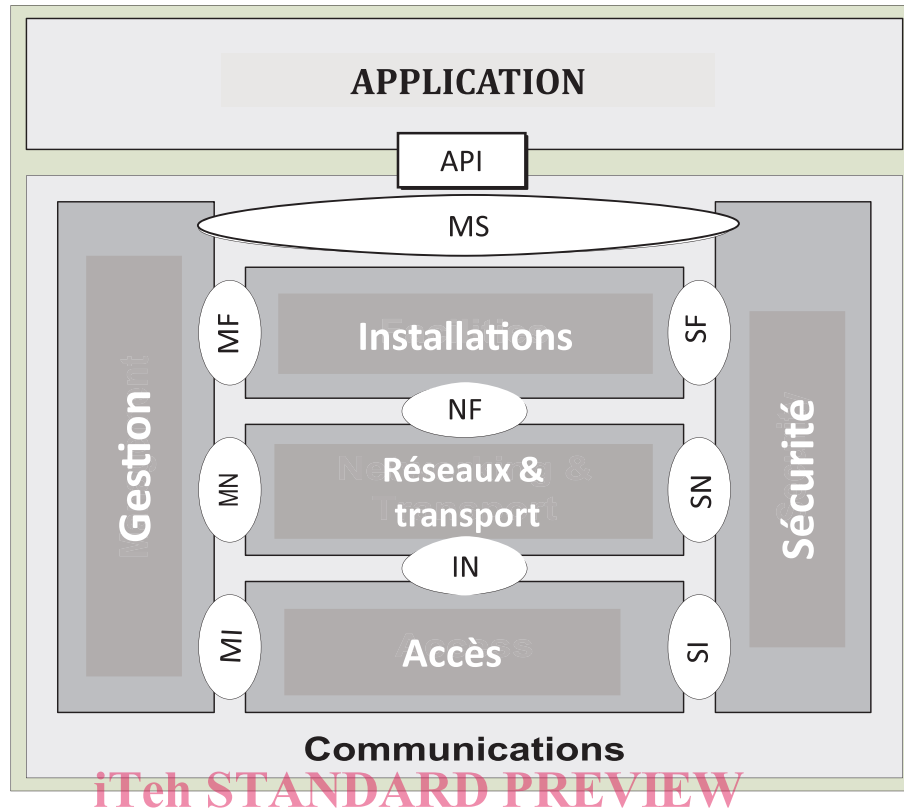 APPLICATION
API
MS
MF
Installations
SF
NF
Gestion
MN
Réseaux &
transport
SN
Sécurité
IN
MI
Accès
SI
Communications
iTeh STANDARD PREVIEW